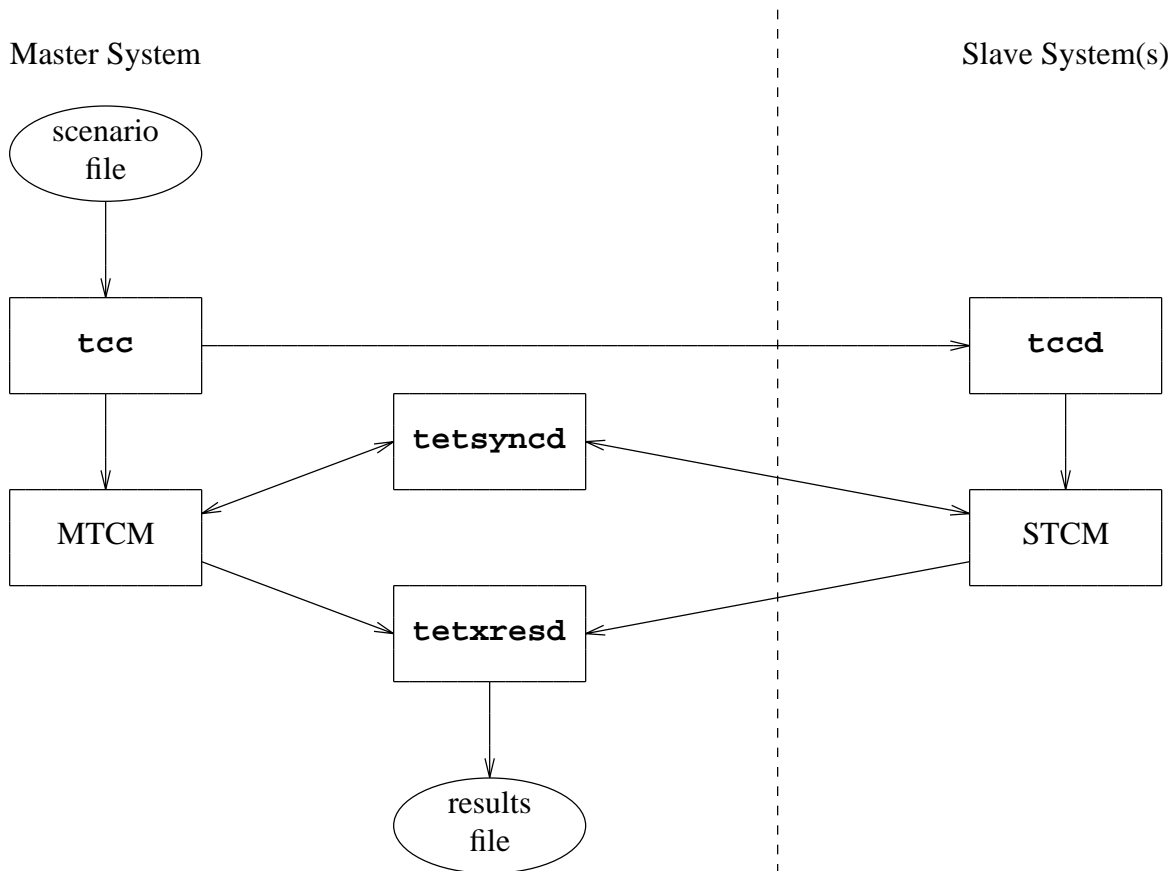 Master System
Slave System(s)
scenario
file
tcc
tccd
tetsyncd
MTCM
STCM
tetxresd
results
file